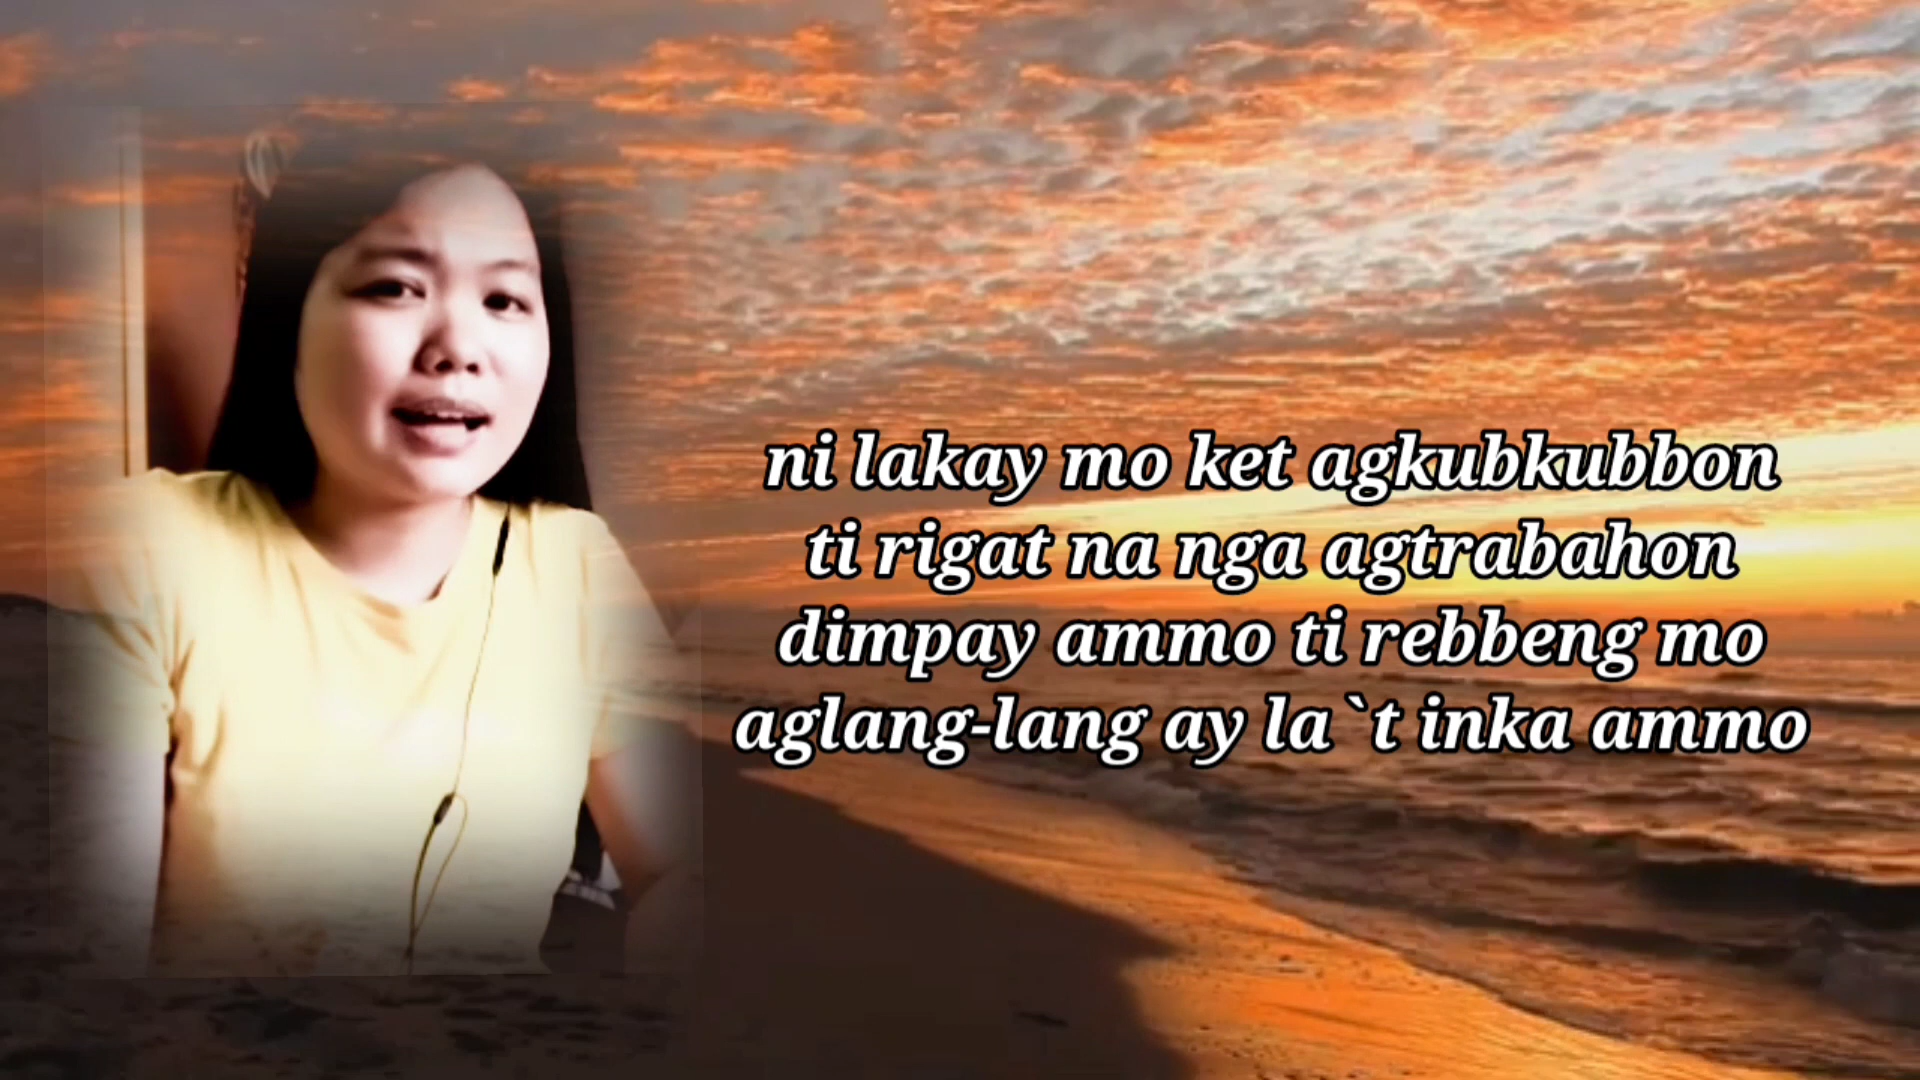 ni lakay mo ket agkubkubbon
ti rigat na nga agtrabahon
dimpay ammo ti rebbeng mo
aglang-lang ay la`t inka ammo